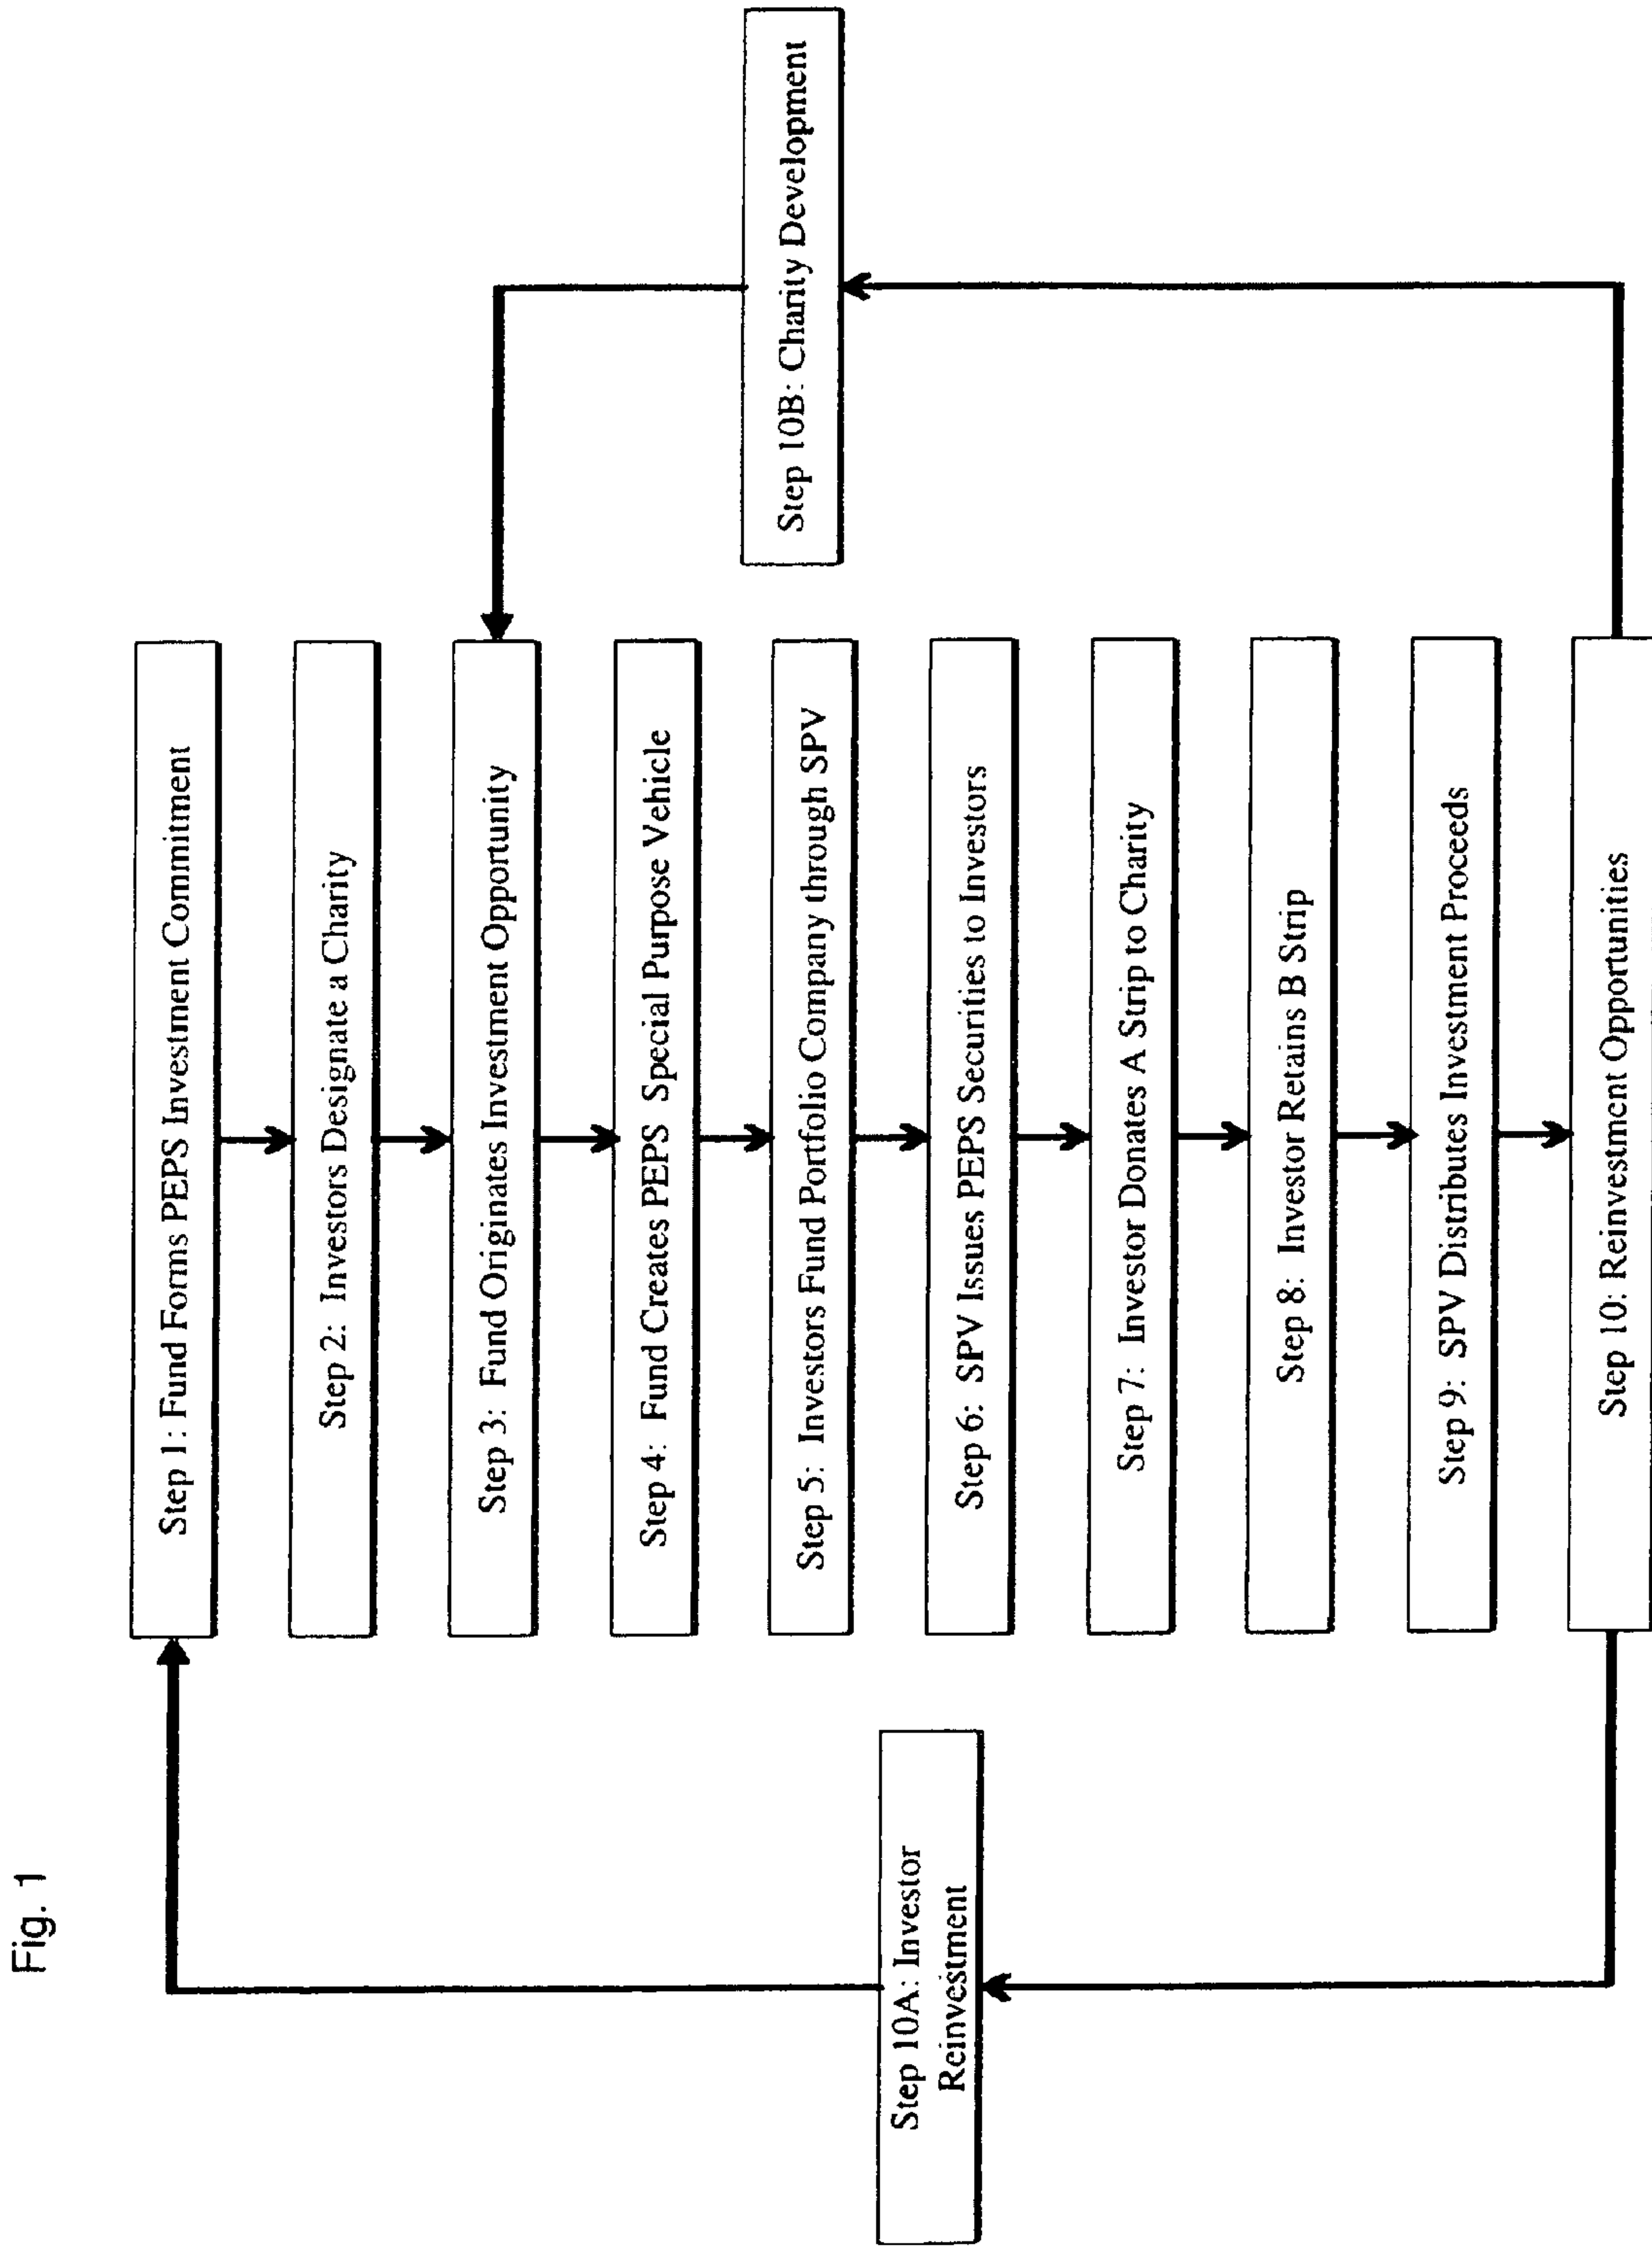 Fig. 1
Step 1: Fund Forms PEPS Investment Commitment
Step 2: Investors Designate a Charity
Step 3: Fund Originates Investment Opportunity
Step 4: Fund Creates PEPS Special Purpose Vehicle
Step 5: Investors Fund Portfolio Company through SPV
Step 6: SPV Issues PEPS Securities to Investors
Step 7: Investor Donates A Strip to Charity
Step 8: Investor Retains B Strip
Step 9: SPV Distributes Investment Proceeds
Step 10: Reinvestment Opportunities
Step 10A: Investor
Reinvestment
Step 10B: Charity Development